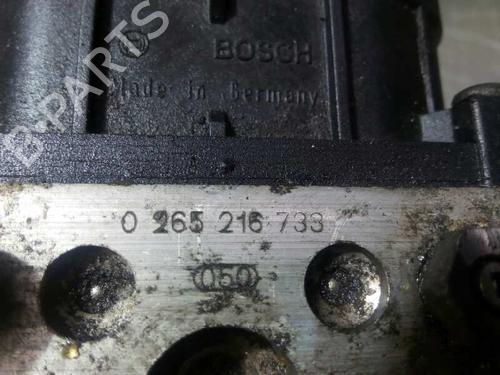 B-PARTS
BOSCH
Made in Germany
0 265 216 733
050